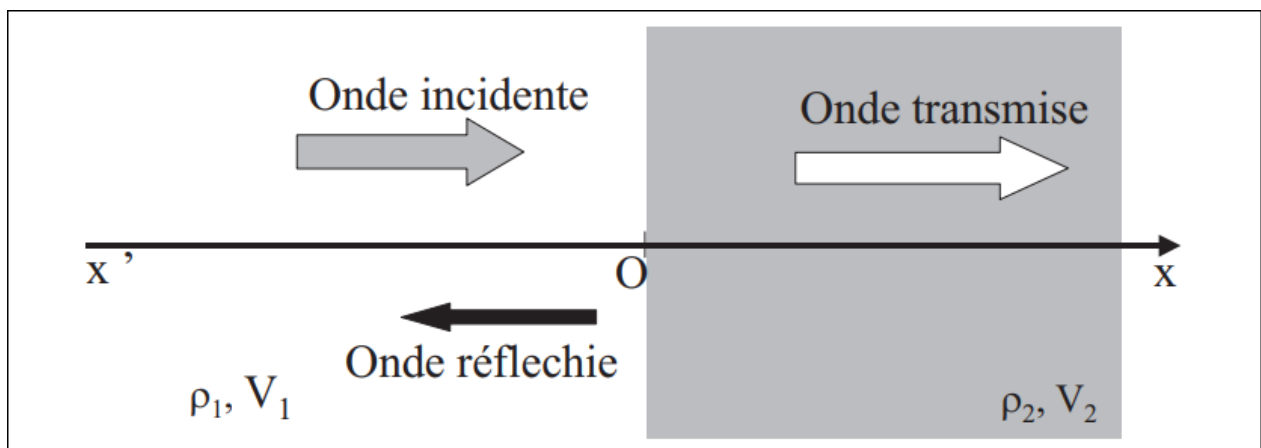 Onde incidente
Onde transmise
x ’
O
x
Onde réflechie
ρ₁, V₁
ρ₂, V₂